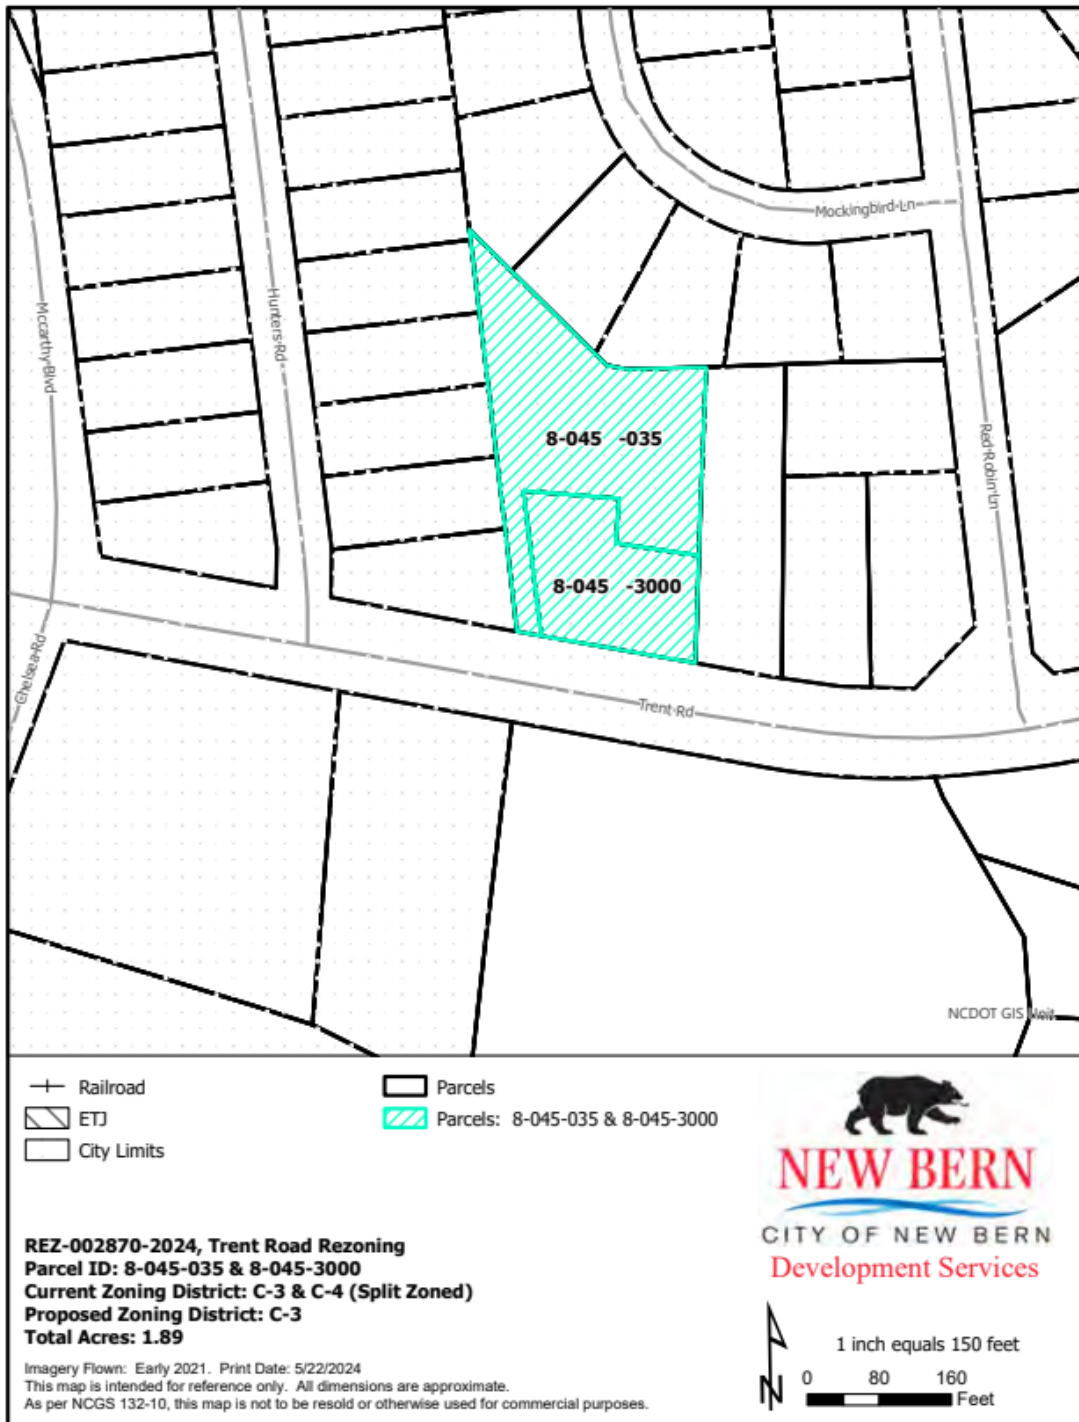 Mockingbird Ln
Mccarthy Blvd
Hunters Rd
8-045 -035
Red Robin Ln
8-045 -3000
Chelsea Rd
Trent Rd
NCDOT GIS Unit
Railroad
ETJ
City Limits
Parcels
Parcels: 8-045-035 & 8-045-3000
NEW BERN
CITY OF NEW BERN
Development Services
REZ-002870-2024, Trent Road Rezoning
Parcel ID: 8-045-035 & 8-045-3000
Current Zoning District: C-3 & C-4 (Split Zoned)
Proposed Zoning District: C-3
Total Acres: 1.89
Imagery Flown: Early 2021. Print Date: 5/22/2024
This map is intended for reference only. All dimensions are approximate.
As per NCGS 132-10, this map is not to be resold or otherwise used for commercial purposes.
N
1 inch equals 150 feet
0 80 160
Feet